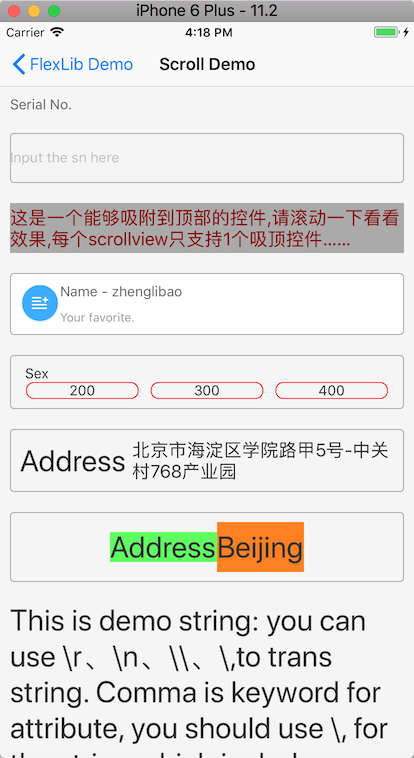 iPhone 6 Plus - 11.2
Carrier 4:18 PM
FlexLib Demo Scroll Demo
Serial No.
Input the sn here
这是一个能够吸附到顶部的控件,请滚动一下看看
效果,每个scrollview只支持1个吸顶控件......
Name - zhenglibao
Your favorite.
Sex
200 300 400
Address 北京市海淀区学院路甲5号-中关
村768产业园
AddressBeijing
This is demo string: you can
use \r、\n、\\、\,to trans
string. Comma is keyword for
attribute, you should use \, for